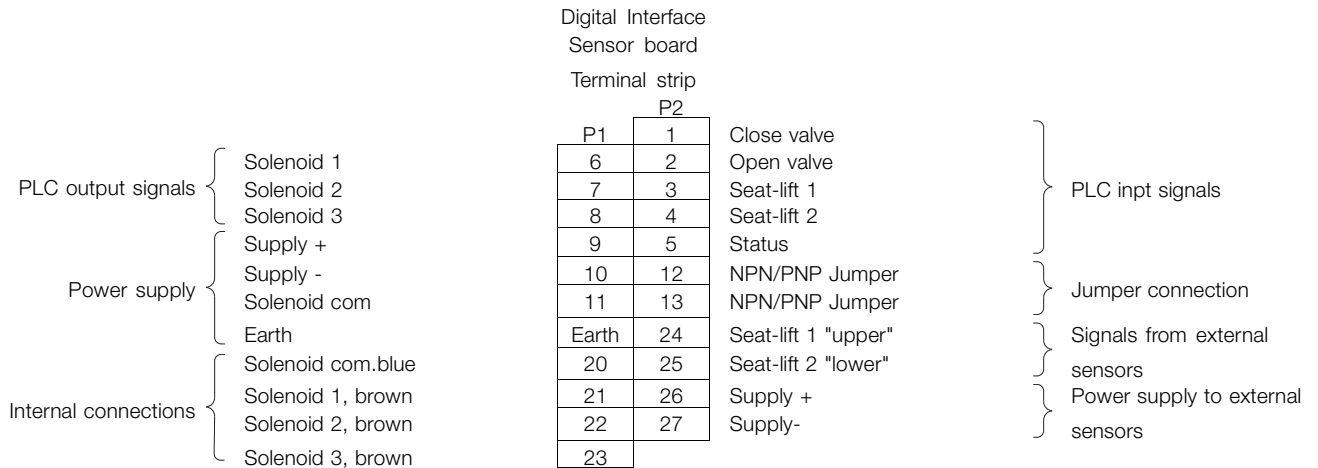 Digital Interface
Sensor board
Terminal strip
P2
P1 1 Close valve
Solenoid 1 6 2 Open valve
PLC output signals Solenoid 2 7 3 Seat-lift 1 PLC inpt signals
Solenoid 3 8 4 Seat-lift 2
Supply + 9 5 Status
Supply - 10 12 NPN/PNP Jumper
Power supply Solenoid com 11 13 NPN/PNP Jumper Jumper connection
Earth Earth 24 Seat-lift 1 "upper" Signals from external
Solenoid com.blue 20 25 Seat-lift 2 "lower" sensors
Solenoid 1, brown 21 26 Supply + Power supply to external
Internal connections Solenoid 2, brown 22 27 Supply- sensors
Solenoid 3, brown 23